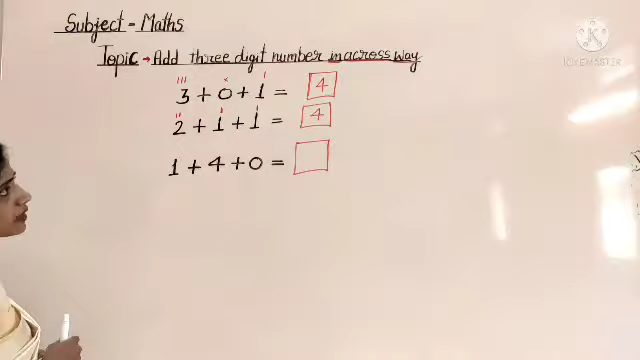 Subject - Maths
Topic → Add three digit number in across way
3 + 0 + 1 = 4
2 + 1 + 1 = 4
1 + 4 + 0 =
K
KINEMASTER